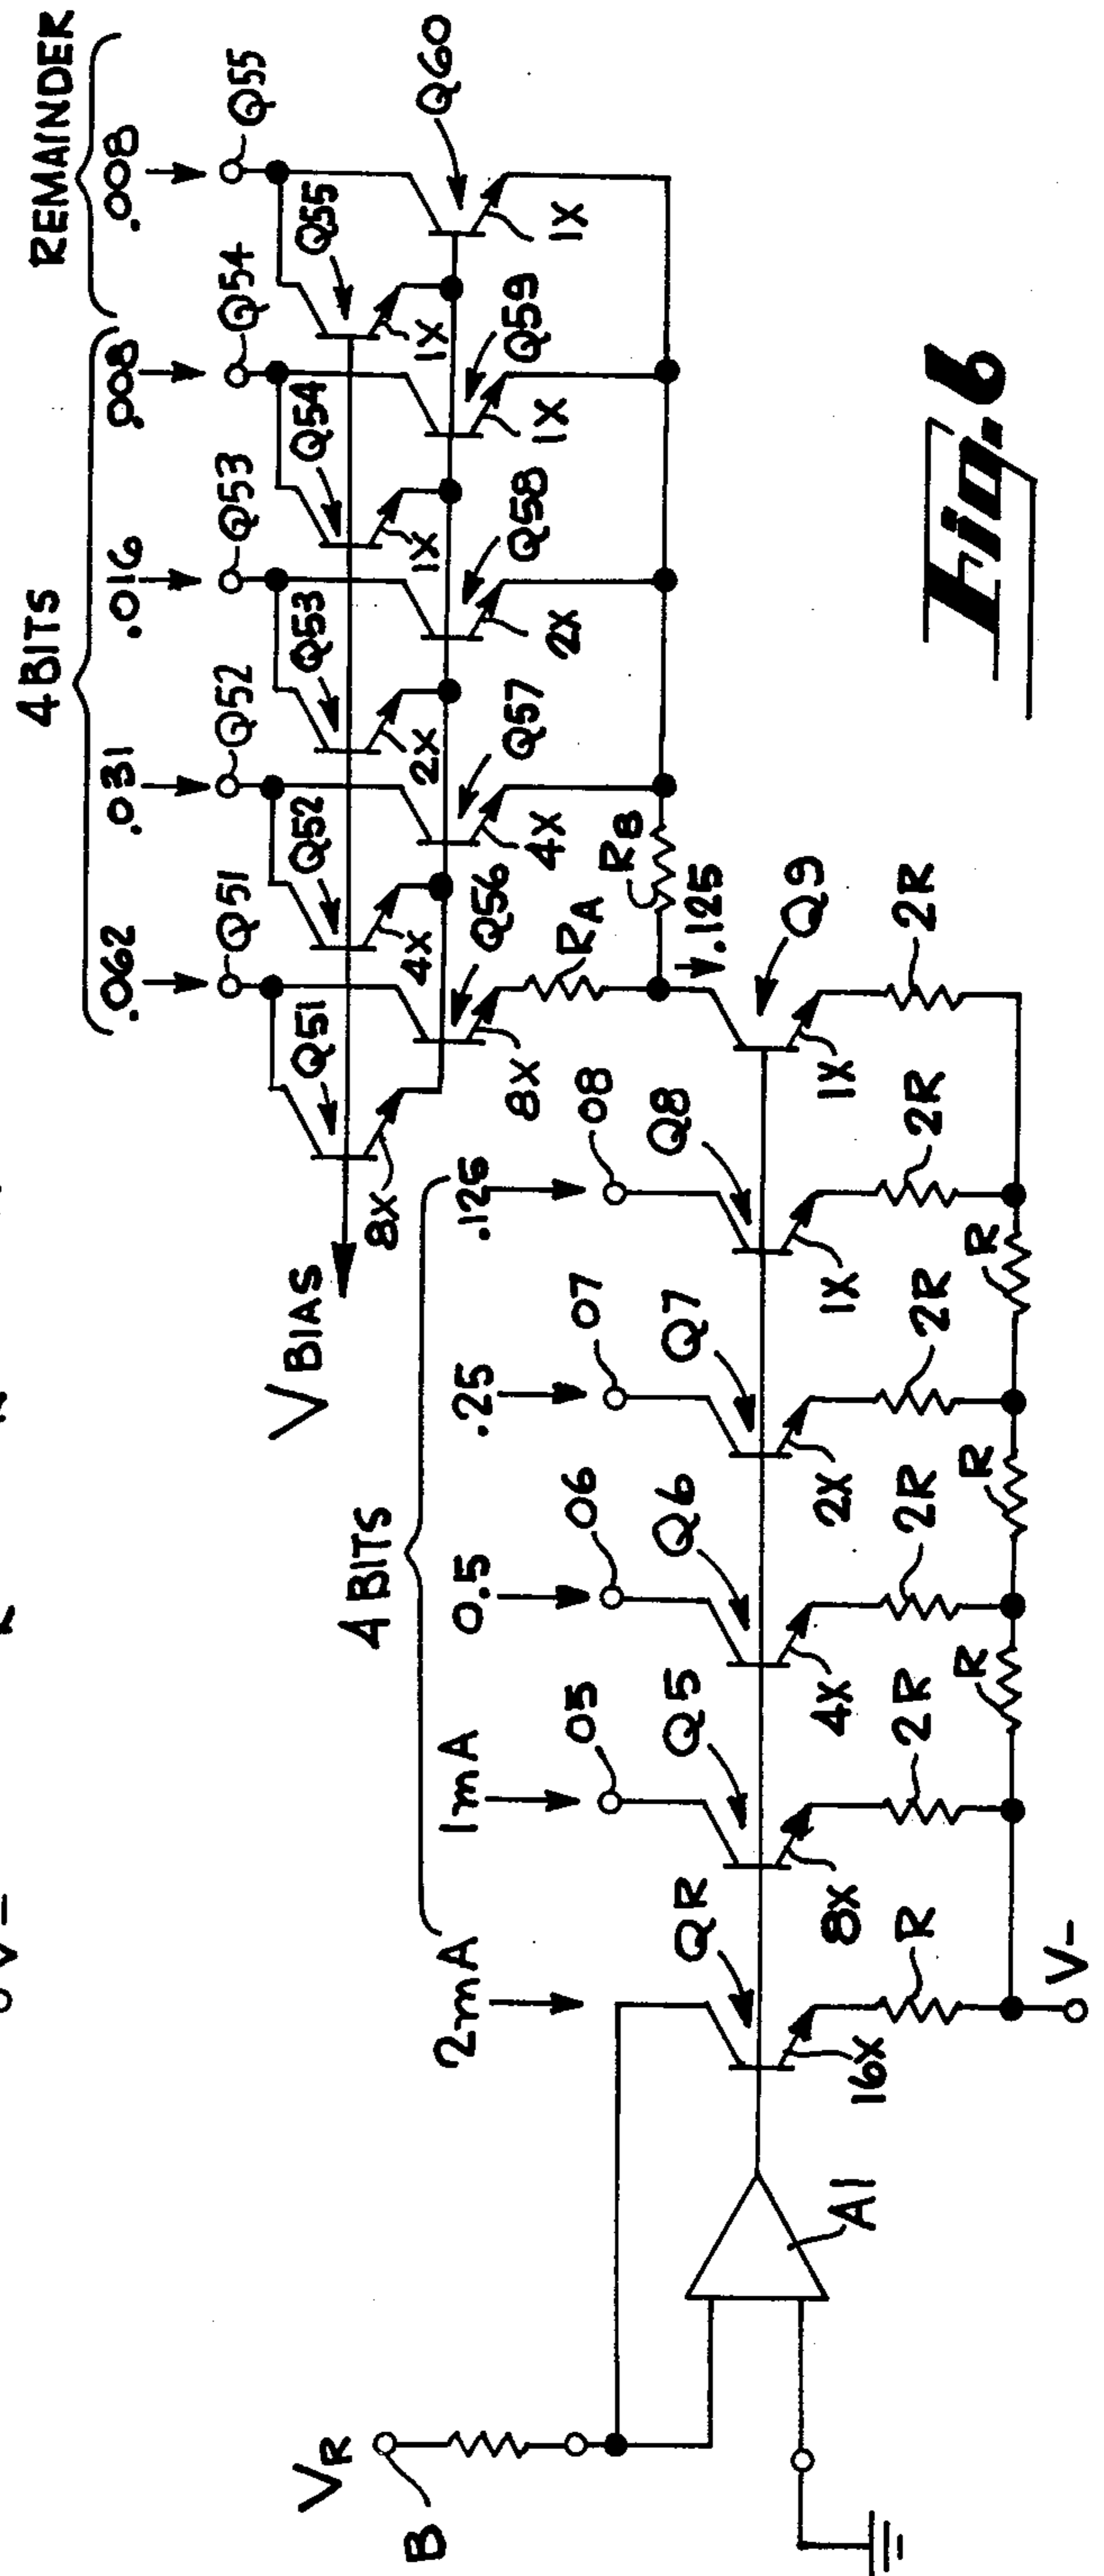 REMAINDER
4 BITS
.062
.031
.016
.008
.008
Q51
Q52
Q53
Q54
Q55
Q51
Q52
Q53
Q54
Q55
8X
4X
2X
1X
1X
Q56
Q57
Q58
Q59
Q60
8X
4X
2X
1X
1X
VBIAS
RA
RB
.125
4 BITS
2mA
1mA
0.5
.25
.125
05
06
07
08
QR
Q5
Q6
Q7
Q8
Q9
16X
8X
4X
2X
1X
1X
R
2R
2R
2R
2R
2R
R
R
R
V-
VR
B
A1
Fig. 6